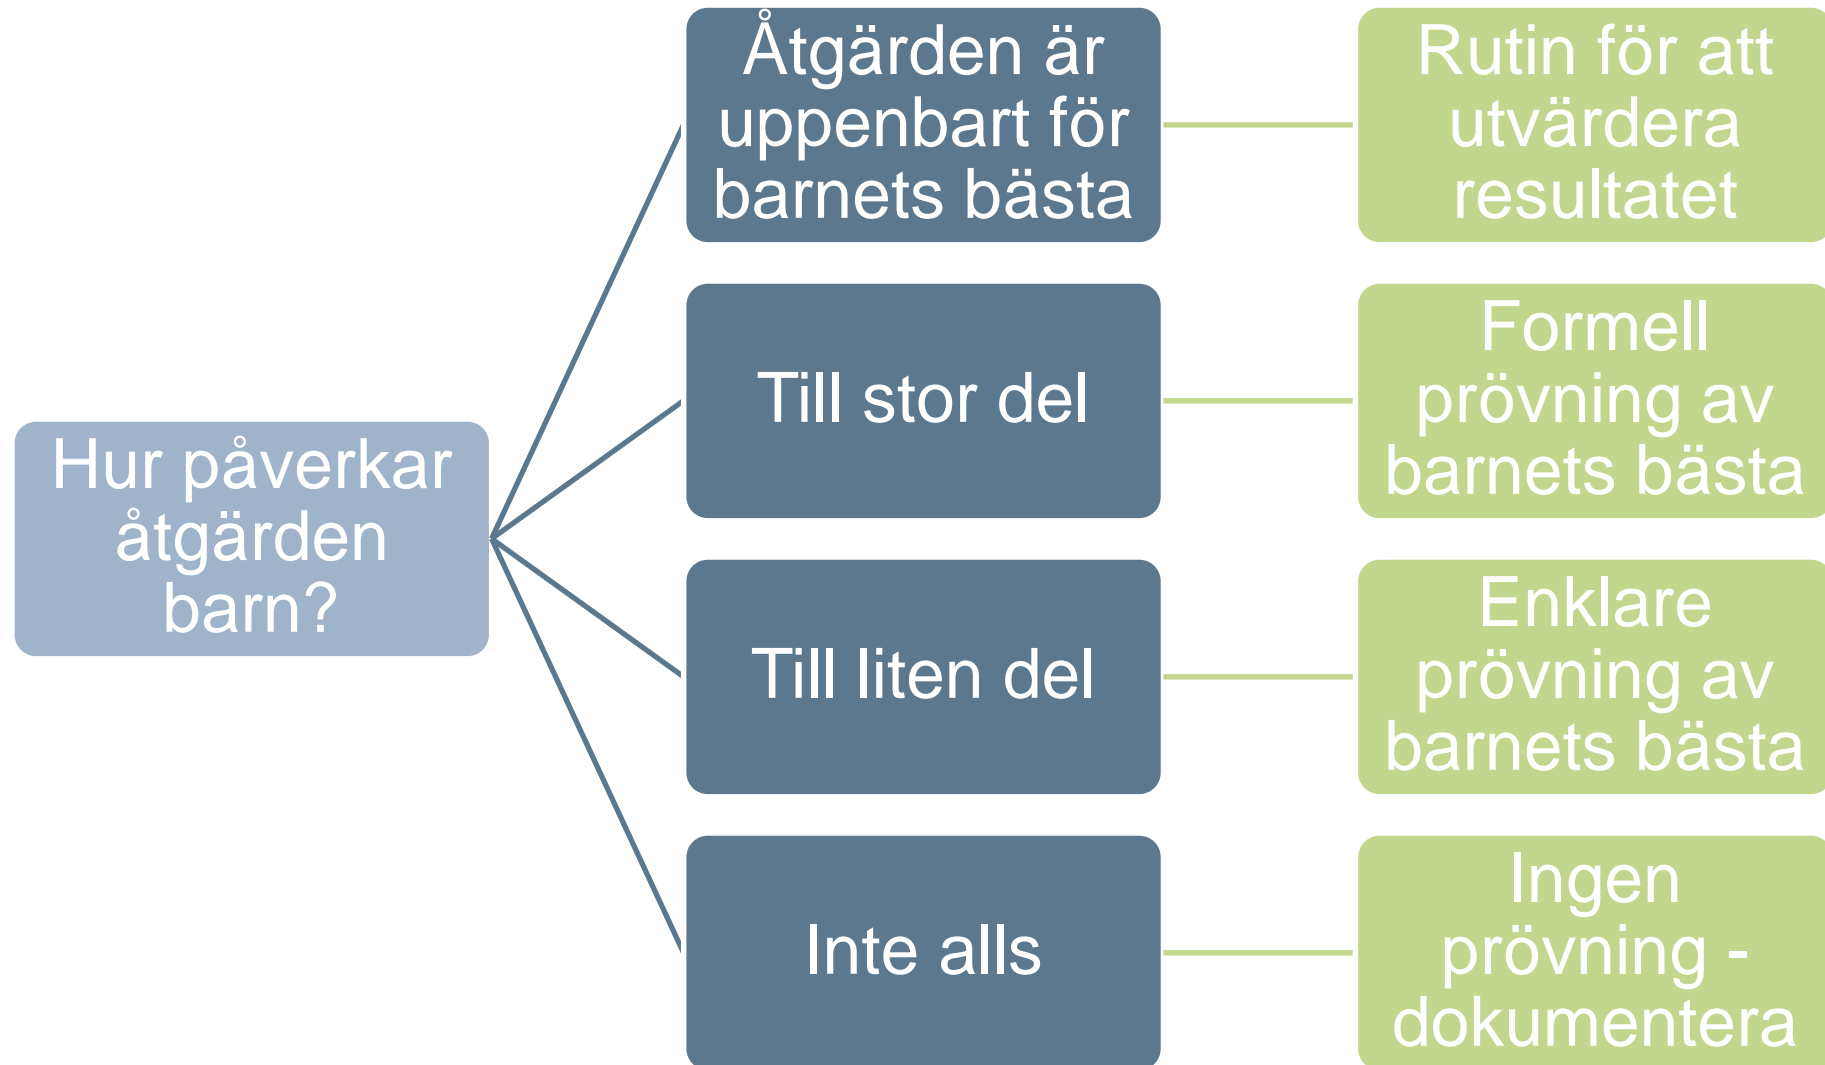 Hur påverkar
åtgärden
barn?
Åtgärden är
uppenbart för
barnets bästa
Rutin för att
utvärdera
resultatet
Till stor del
Formell
prövning av
barnets bästa
Till liten del
Enklare
prövning av
barnets bästa
Inte alls
Ingen
prövning -
dokumentera